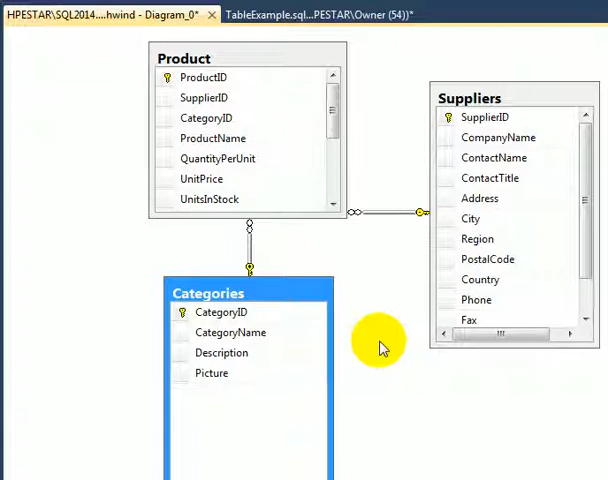 HPESTAR\SQL2014....hwind - Diagram_0* ×
TableExample.sql...PESTAR\Owner (54))*
Product
ProductID
SupplierID
CategoryID
ProductName
QuantityPerUnit
UnitPrice
UnitsInStock
Suppliers
SupplierID
CompanyName
ContactName
ContactTitle
Address
City
Region
PostalCode
Country
Phone
Fax
Categories
CategoryID
CategoryName
Description
Picture